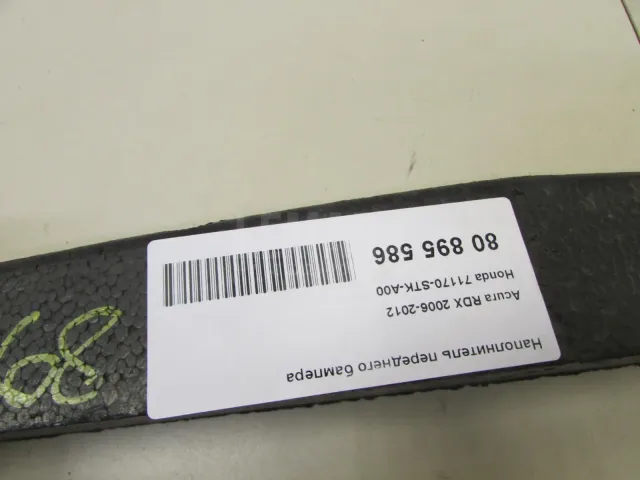 Наполнитель переднего бампера
Acura RDX 2006-2012
Honda 71170-STK-A00
80 895 586